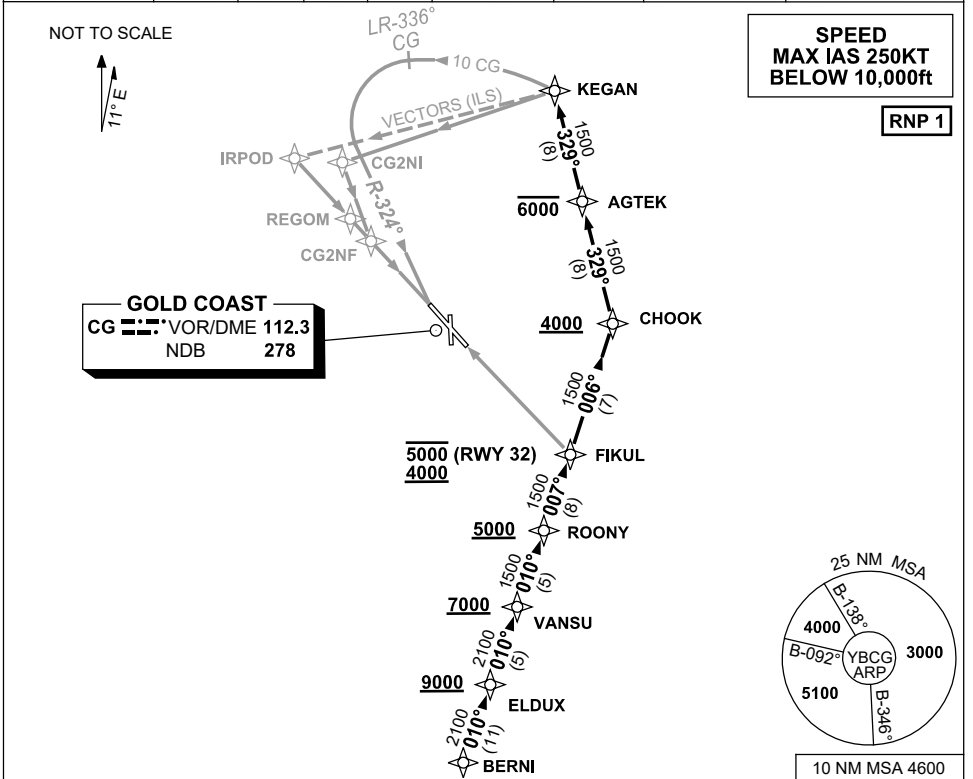 NOT TO SCALE
11° E
LR-336°
CG
10 CG
SPEED
MAX IAS 250KT
BELOW 10,000ft
RNP 1
KEGAN
VECTORS (ILS)
1500
329°
(8)
IRPOD
CG2NI
R-324°
6000
AGTEK
REGOM
CG2NF
1500
329°
(8)
GOLD COAST
CG VOR/DME 112.3
NDB 278
4000
CHOOK
1500
006°
(7)
5000 (RWY 32)
4000
FIKUL
1500
007°
(8)
5000
ROONY
1500
010°
(5)
7000
VANSU
2100
010°
(5)
9000
ELDUX
2100
010°
(11)
BERNI
25 NM MSA
B-138°
4000
B-092°
YBCG
ARP
3000
5100
B-346°
10 NM MSA 4600